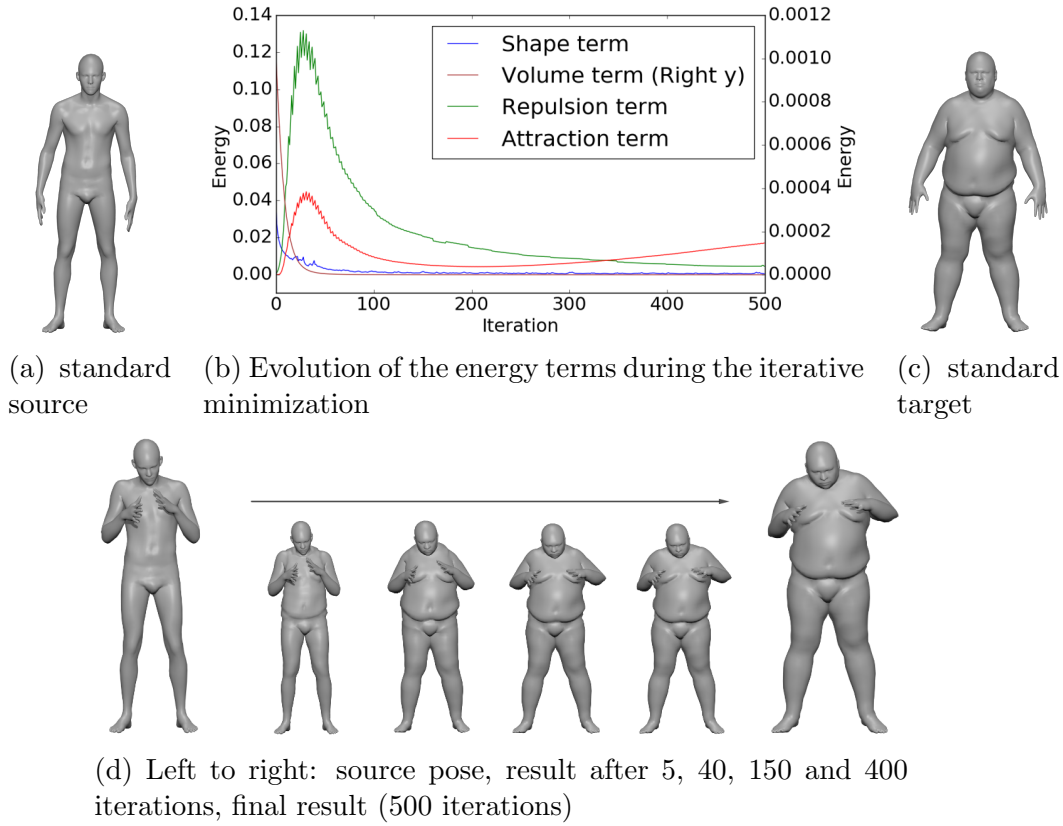 0.14
0.12
0.10
0.08
0.06
0.04
0.02
0.00
Energy
0.0012
0.0010
0.0008
0.0006
0.0004
0.0002
0.0000
Energy
Shape term
Volume term (Right y)
Repulsion term
Attraction term
0 100 200 300 400 500
Iteration
(a) standard
source
(b) Evolution of the energy terms during the iterative
minimization
(c) standard
target
(d) Left to right: source pose, result after 5, 40, 150 and 400
iterations, final result (500 iterations)